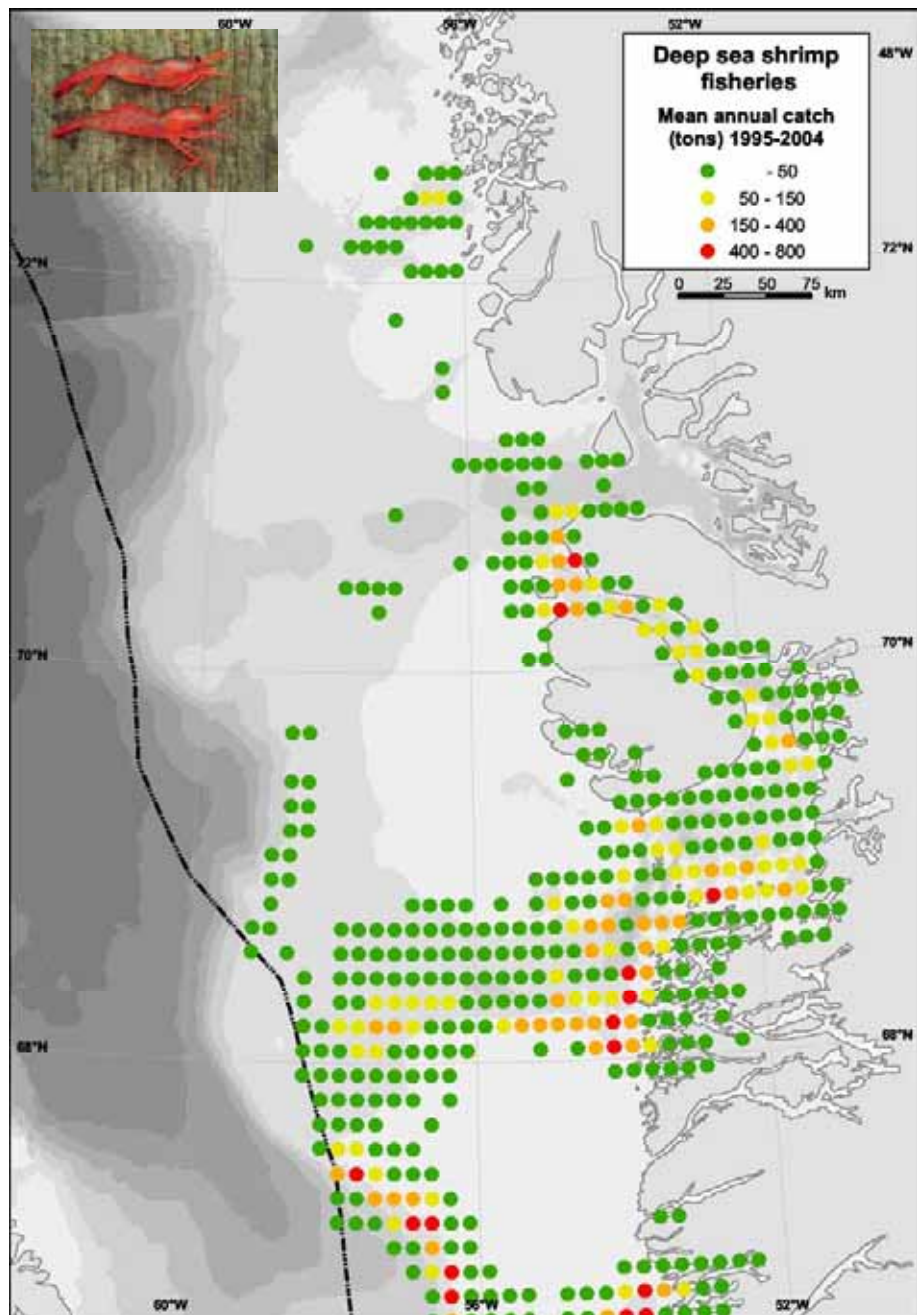 60°W
56°W
52°W
48°W
Deep sea shrimp
fisheries
Mean annual catch
(tons) 1995-2004
- 50
50 - 150
150 - 400
400 - 800
0 25 50 75 km
72°N
72°N
70°N
70°N
68°N
68°N
60°W
56°W
52°W